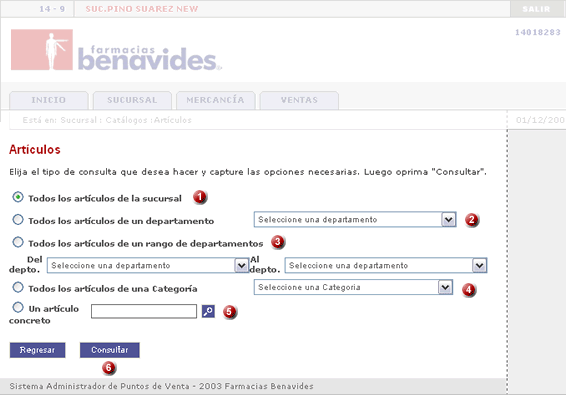 14 - 9 SUC.PINO SUAREZ NEW SALIR
14018283
farmacias
benavides
INICIO SUCURSAL MERCANCÍA VENTAS
Está en: Sucursal : Catálogos :Artículos 01/12/200
Artículos
Elija el tipo de consulta que desea hacer y capture las opciones necesarias. Luego oprima "Consultar".
Todos los artículos de la sucursal 1
Todos los artículos de un departamento Seleccione una departamento 2
Todos los artículos de un rango de departamentos 3
Del depto. Seleccione una departamento Al depto. Seleccione una departamento
Todos los artículos de una Categoría Seleccione una Categoria 4
Un artículo
concreto 5
Regresar Consultar
6
Sistema Administrador de Puntos de Venta - 2003 Farmacias Benavides